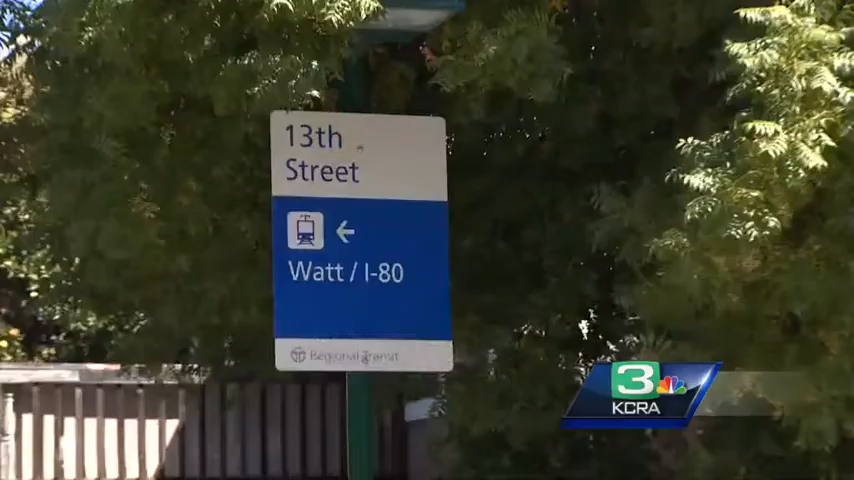 13th
Street
Watt / I-80
Regional Transit
3
KCRA